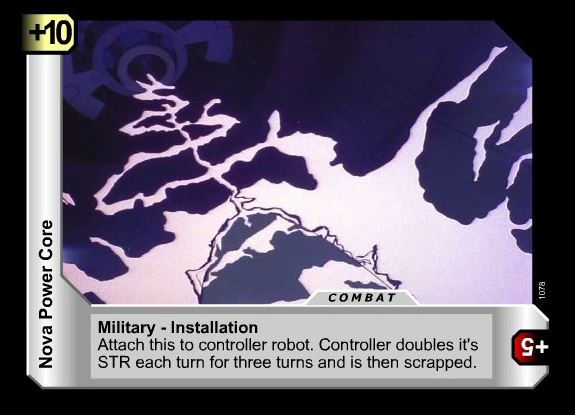 +10
Nova Power Core
COMBAT
1078
Military - Installation
Attach this to controller robot. Controller doubles it's
STR each turn for three turns and is then scrapped.
+5